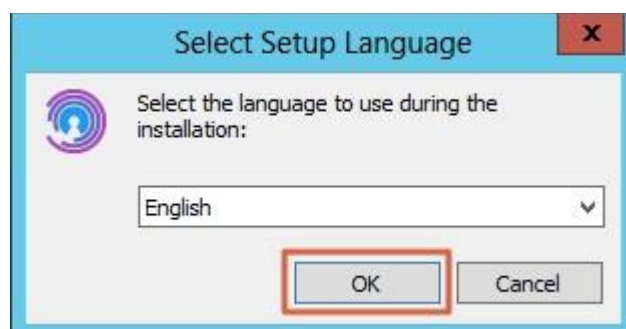 Select Setup Language
x
Select the language to use during the
installation:
English
OK
Cancel